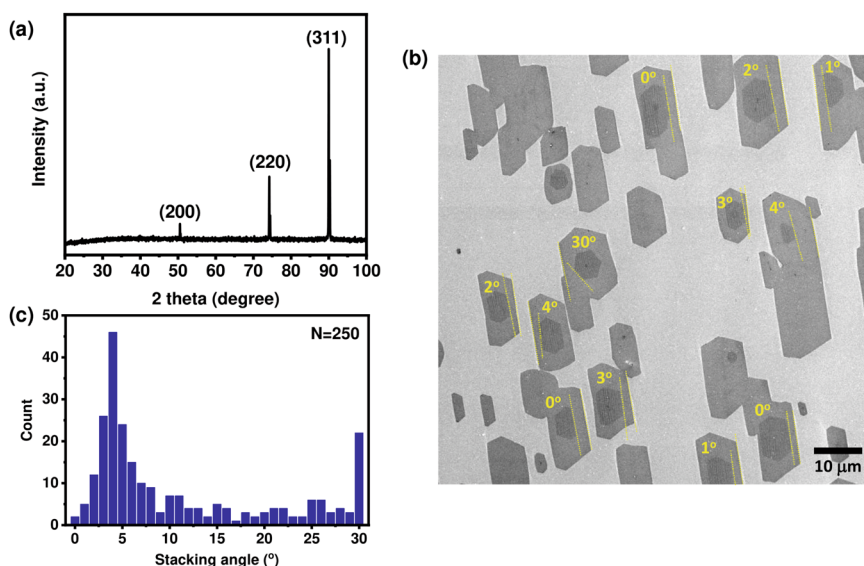 (a)
(311)
(220)
(200)
Intensity (a.u.)
20 30 40 50 60 70 80 90 100
2 theta (degree)
(b)
0° 2° 1°
3° 4°
30°
2° 4°
3°
0° 0°
1°
10 μm
(c)
N=250
50
40
30
20
10
0
Count
0 5 10 15 20 25 30
Stacking angle (°)